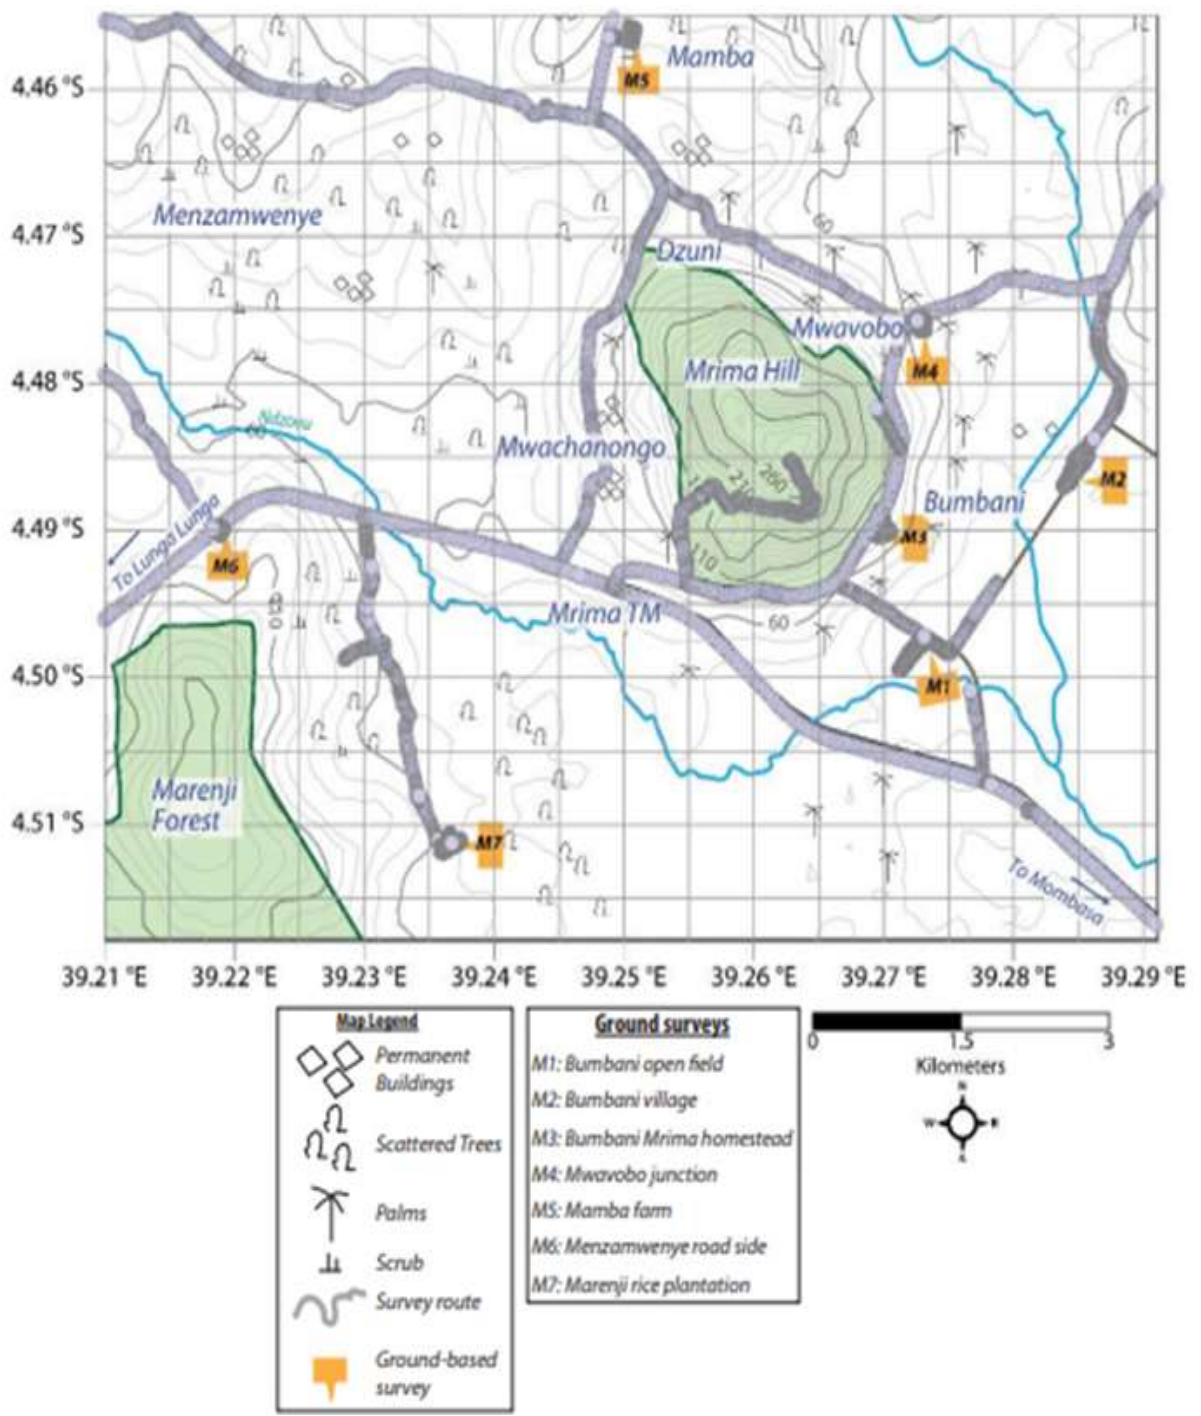 Mamba
M5
4.46 °S
Menzamwenye
60
4.47 °S
Dzuni
Mwavobo
Mrima Hill
M4
4.48 °S
Ndzovu
60
Mwachanongo
260
210
M2
Bumbani
4.49 °S
M3
To Lunga Lunga
M6
110
Mrima TM
60
4.50 °S
M1
Marenji
Forest
4.51 °S
M7
To Mombasa
39.21 °E 39.22 °E 39.23 °E 39.24 °E 39.25 °E 39.26 °E 39.27 °E 39.28 °E 39.29 °E
Map Legend
Permanent
Buildings
Scattered Trees
Palms
Scrub
Survey route
Ground-based
survey
Ground surveys
M1: Bumbani open field
M2: Bumbani village
M3: Bumbani Mrima homestead
M4: Mwavobo junction
M5: Mamba farm
M6: Menzamwenye road side
M7: Marenji rice plantation
0 1.5 3
Kilometers
N
W